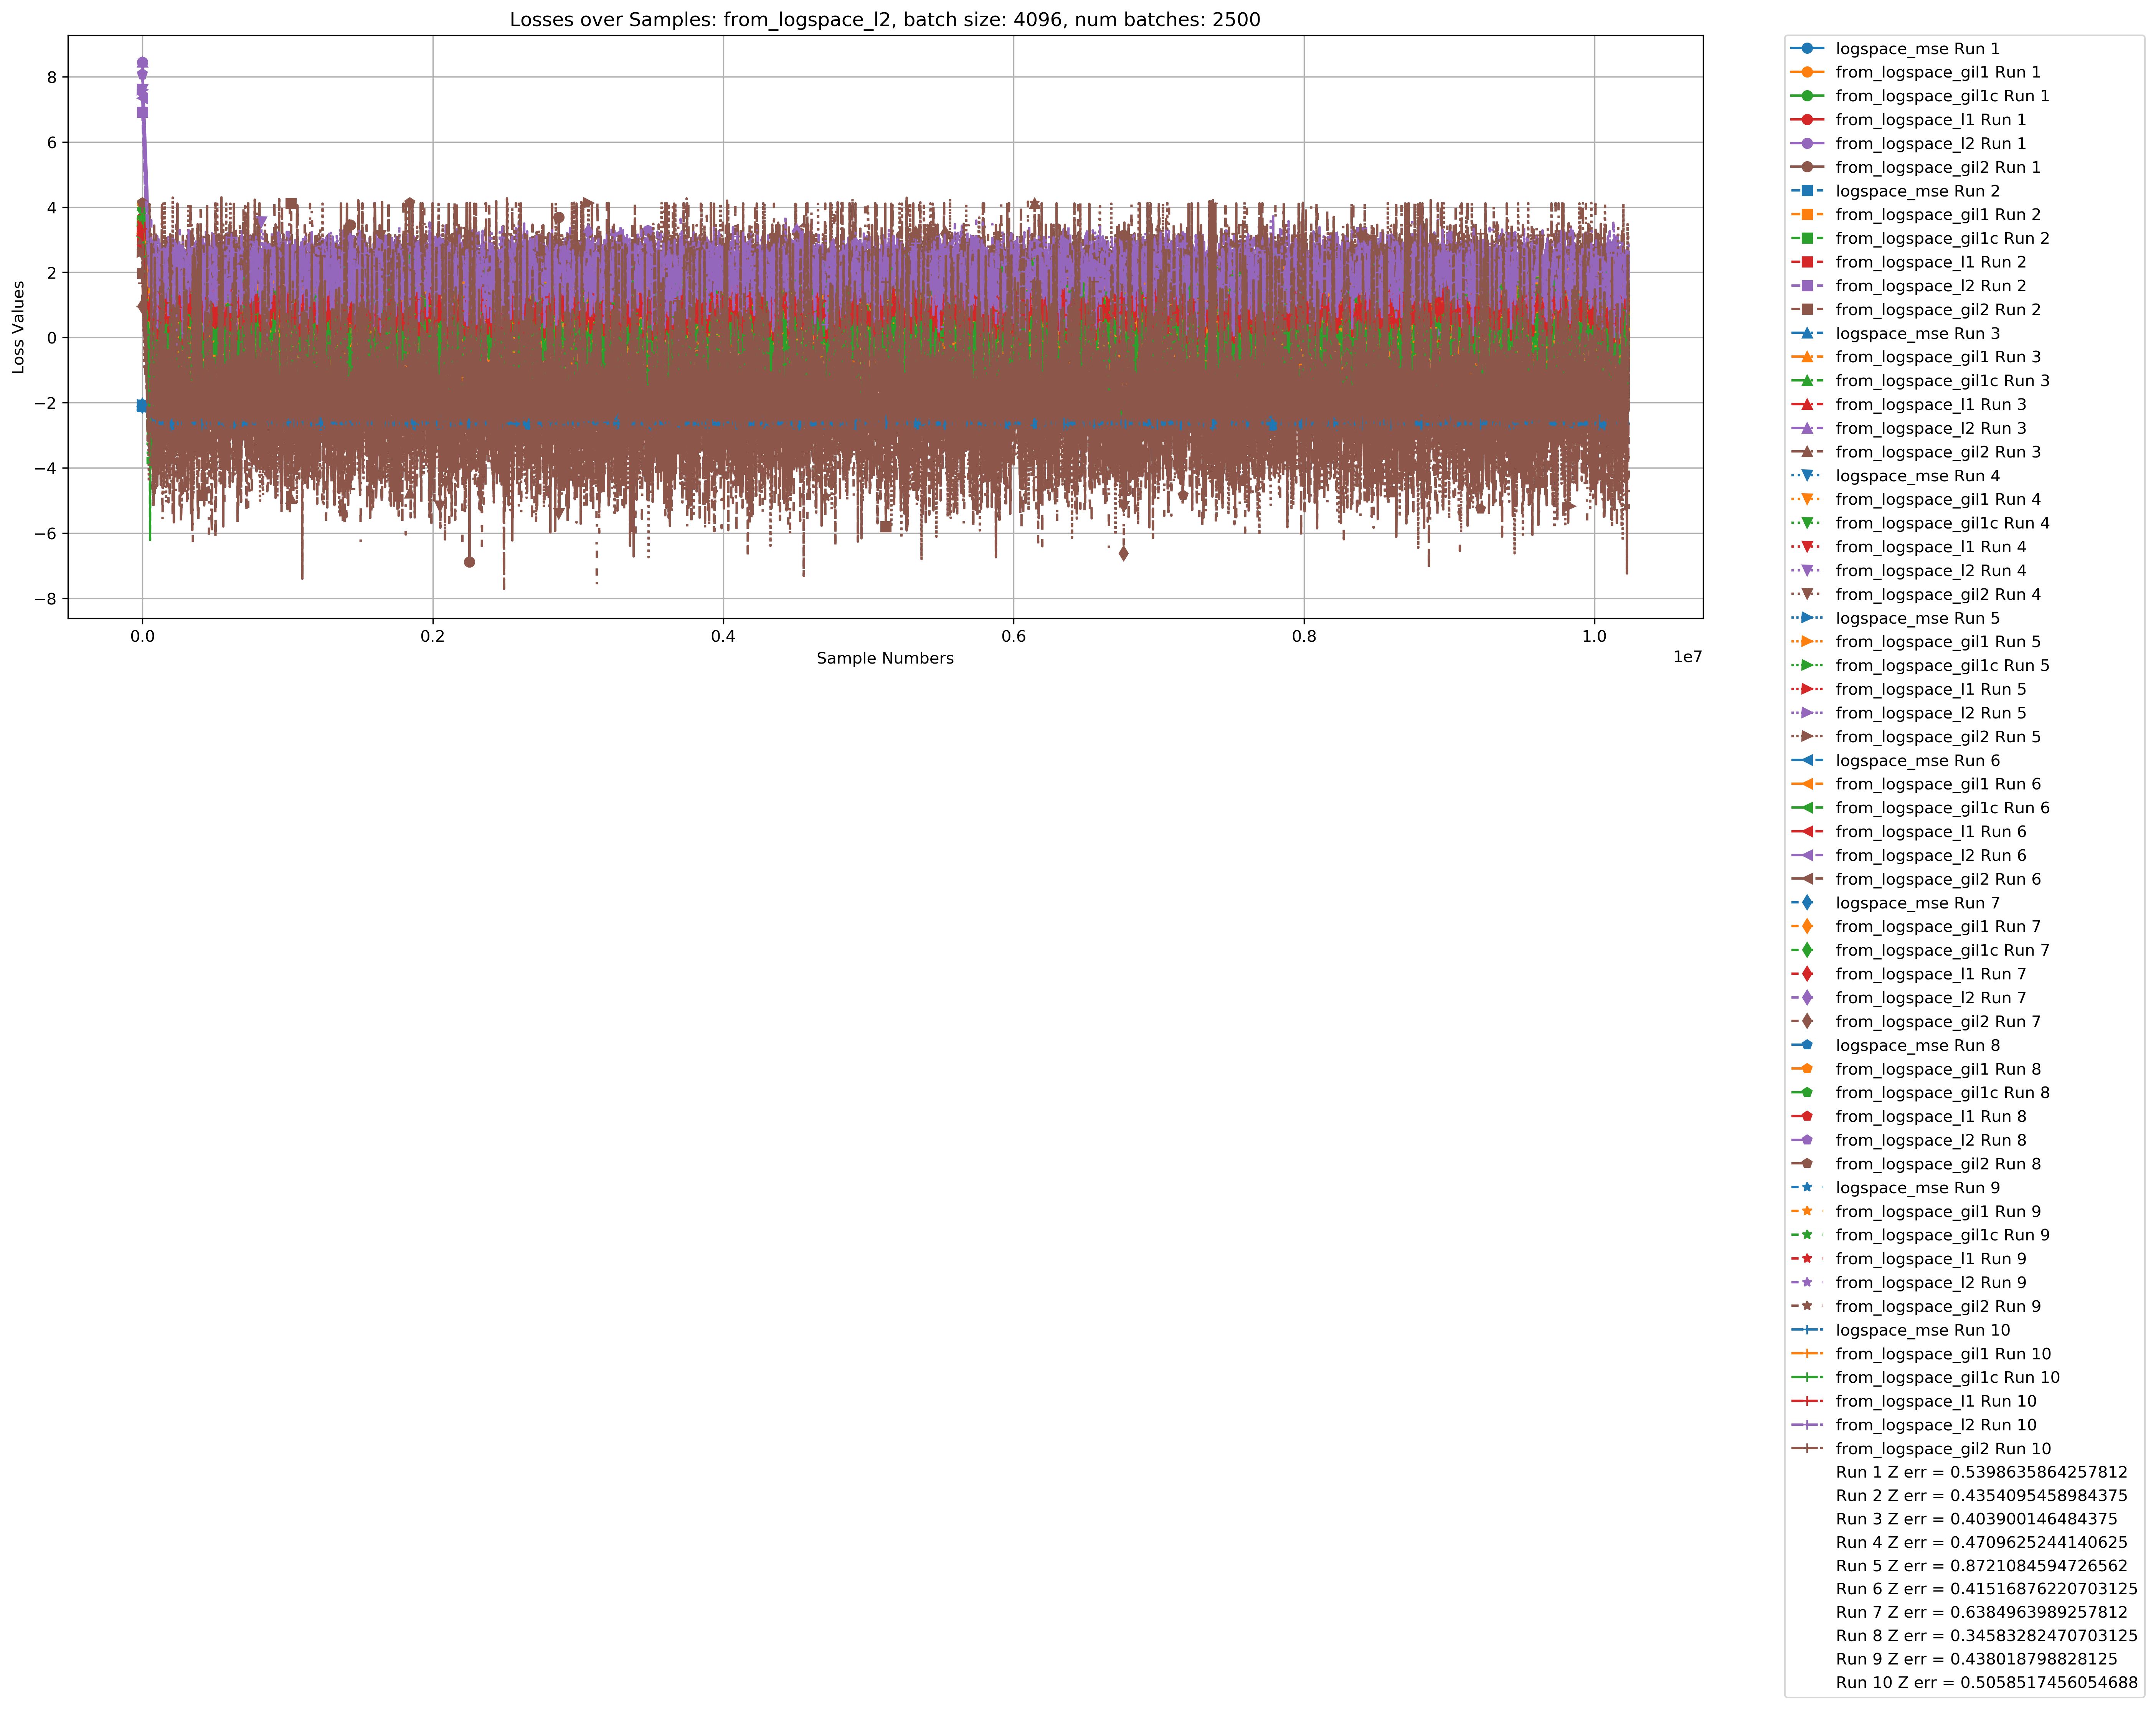 Losses over Samples: from_logspace_l2, batch size: 4096, num batches: 2500
Loss Values
8
6
4
2
0
−2
−4
−6
−8
0.0
0.2
0.4
0.6
0.8
1.0
1e7
Sample Numbers
logspace_mse Run 1
from_logspace_gil1 Run 1
from_logspace_gil1c Run 1
from_logspace_l1 Run 1
from_logspace_l2 Run 1
from_logspace_gil2 Run 1
logspace_mse Run 2
from_logspace_gil1 Run 2
from_logspace_gil1c Run 2
from_logspace_l1 Run 2
from_logspace_l2 Run 2
from_logspace_gil2 Run 2
logspace_mse Run 3
from_logspace_gil1 Run 3
from_logspace_gil1c Run 3
from_logspace_l1 Run 3
from_logspace_l2 Run 3
from_logspace_gil2 Run 3
logspace_mse Run 4
from_logspace_gil1 Run 4
from_logspace_gil1c Run 4
from_logspace_l1 Run 4
from_logspace_l2 Run 4
from_logspace_gil2 Run 4
logspace_mse Run 5
from_logspace_gil1 Run 5
from_logspace_gil1c Run 5
from_logspace_l1 Run 5
from_logspace_l2 Run 5
from_logspace_gil2 Run 5
logspace_mse Run 6
from_logspace_gil1 Run 6
from_logspace_gil1c Run 6
from_logspace_l1 Run 6
from_logspace_l2 Run 6
from_logspace_gil2 Run 6
logspace_mse Run 7
from_logspace_gil1 Run 7
from_logspace_gil1c Run 7
from_logspace_l1 Run 7
from_logspace_l2 Run 7
from_logspace_gil2 Run 7
logspace_mse Run 8
from_logspace_gil1 Run 8
from_logspace_gil1c Run 8
from_logspace_l1 Run 8
from_logspace_l2 Run 8
from_logspace_gil2 Run 8
logspace_mse Run 9
from_logspace_gil1 Run 9
from_logspace_gil1c Run 9
from_logspace_l1 Run 9
from_logspace_l2 Run 9
from_logspace_gil2 Run 9
logspace_mse Run 10
from_logspace_gil1 Run 10
from_logspace_gil1c Run 10
from_logspace_l1 Run 10
from_logspace_l2 Run 10
from_logspace_gil2 Run 10
Run 1 Z err = 0.5398635864257812
Run 2 Z err = 0.4354095458984375
Run 3 Z err = 0.403900146484375
Run 4 Z err = 0.4709625244140625
Run 5 Z err = 0.8721084594726562
Run 6 Z err = 0.41516876220703125
Run 7 Z err = 0.6384963989257812
Run 8 Z err = 0.34583282470703125
Run 9 Z err = 0.438018798828125
Run 10 Z err = 0.5058517456054688